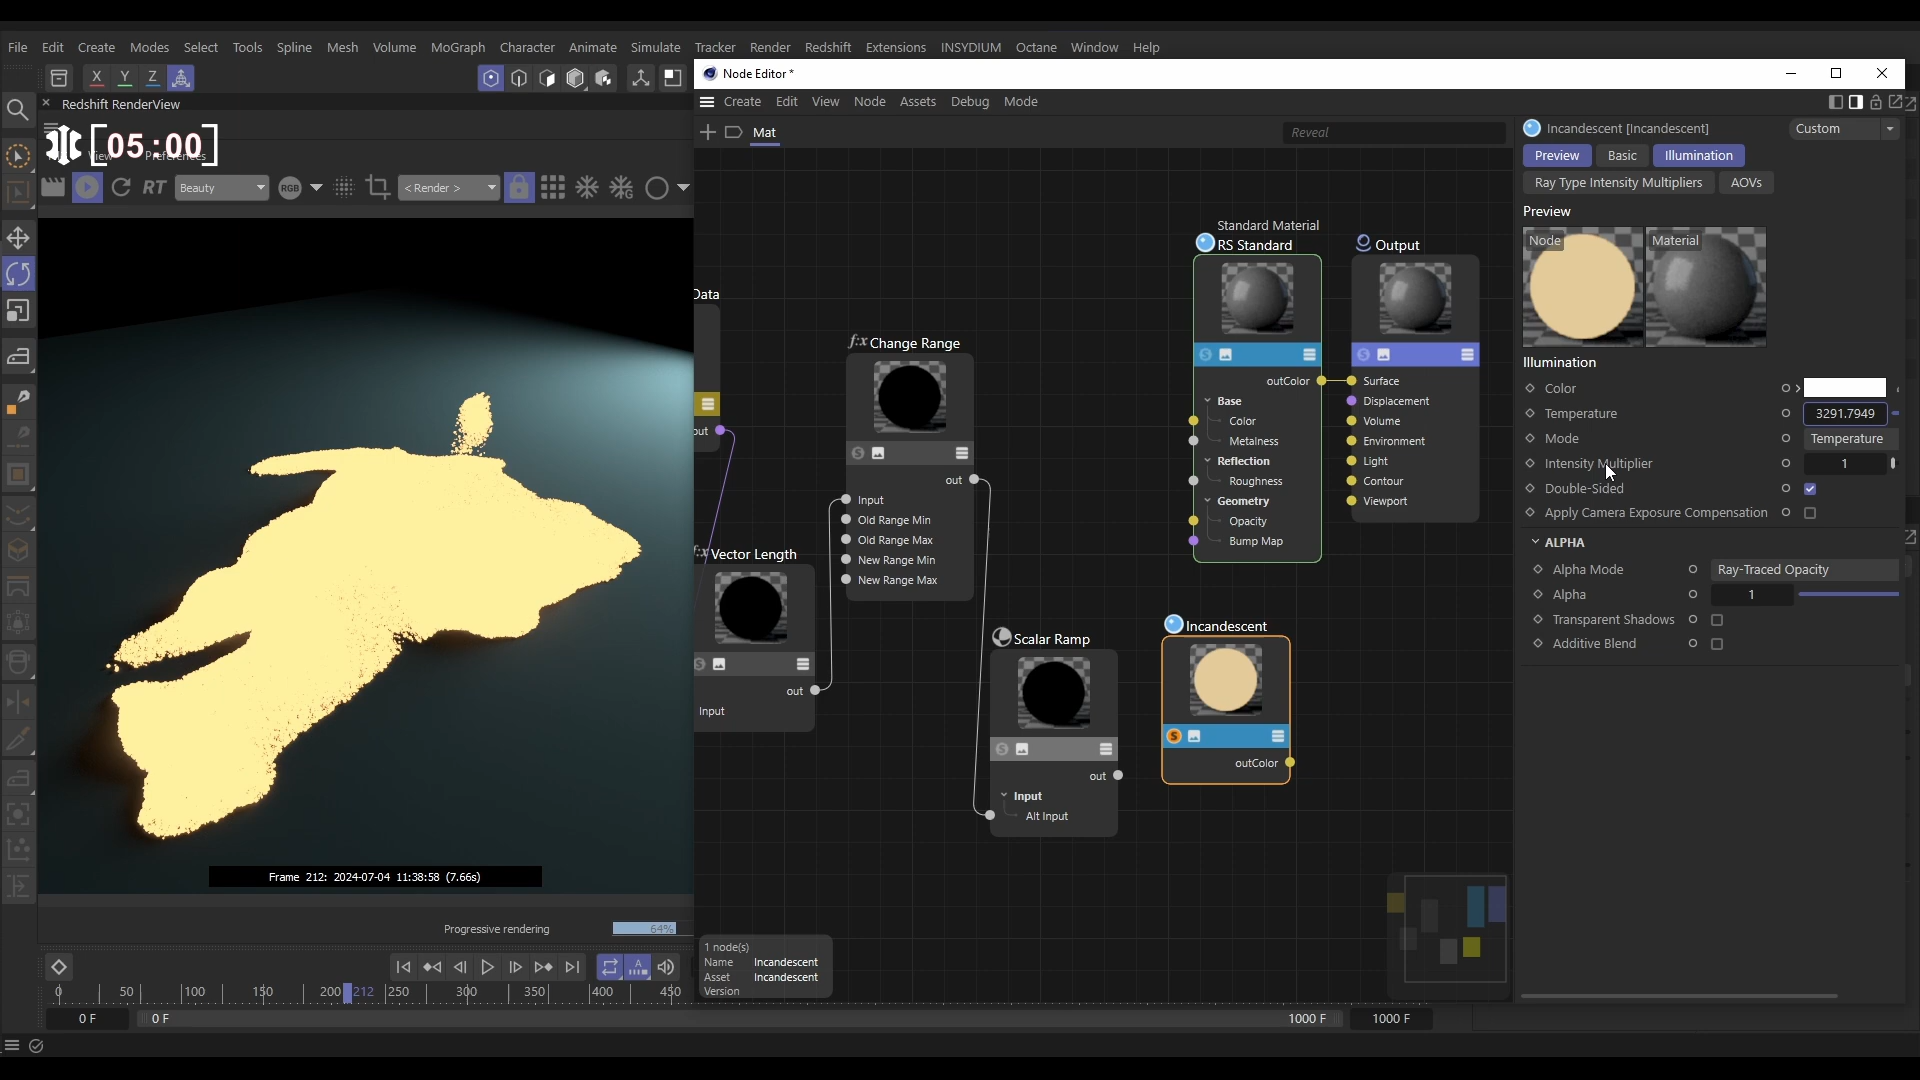 File Edit Create Modes Select Tools Spline Mesh Volume MoGraph Character Animate Simulate Tracker Render Redshift Extensions INSYDIUM Octane Window Help
X Y Z
Node Editor *
Redshift RenderView
Create Edit View Node Assets Debug Mode
[05:00]
View Preferences
Mat
Reveal
RT Beauty RGB < Render >
Incandescent [Incandescent] Custom
Preview Basic Illumination
Ray Type Intensity Multipliers AOVs
Preview
Node Material
Illumination
Color
Temperature 3291.7949
Mode Temperature
Intensity Multiplier 1
Double-Sided
Apply Camera Exposure Compensation
ALPHA
Alpha Mode Ray-Traced Opacity
Alpha 1
Transparent Shadows
Additive Blend
Data
out
f:x Vector Length
out
Input
f:x Change Range
out
Input
Old Range Min
Old Range Max
New Range Min
New Range Max
Scalar Ramp
out
Input
Alt Input
Standard Material
RS Standard
outColor
Base
Color
Metalness
Reflection
Roughness
Geometry
Opacity
Bump Map
Output
Surface
Displacement
Volume
Environment
Light
Contour
Viewport
Incandescent
outColor
1 node(s)
Name Incandescent
Asset Incandescent
Version
Frame 212: 2024-07-04 11:38:58 (7.66s)
Progressive rendering 64%
0 50 100 150 200 212 250 300 350 400 450
0 F 0 F 1000 F 1000 F